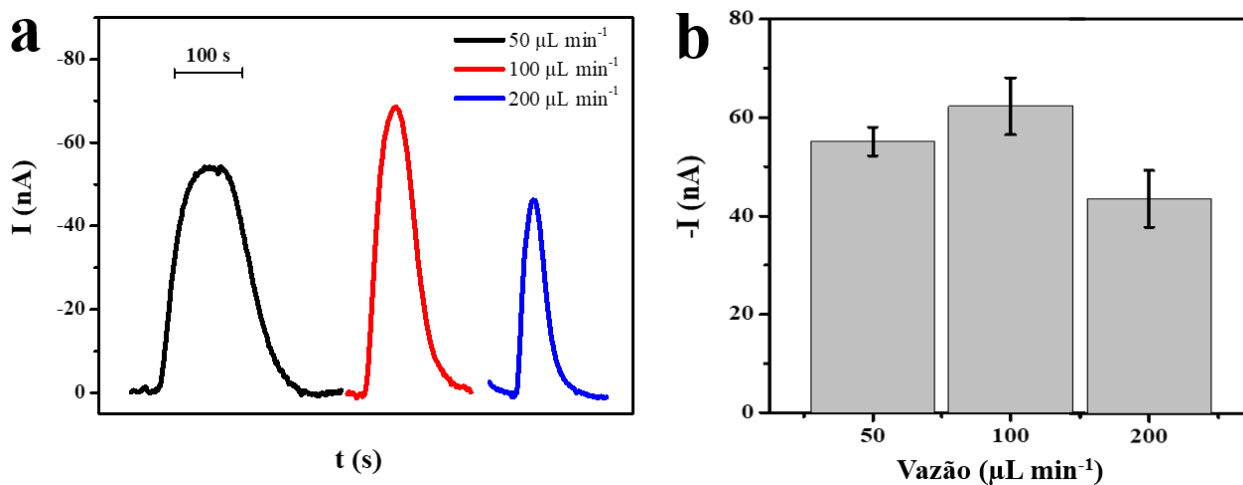 a
100 s
50 μL min⁻¹
100 μL min⁻¹
200 μL min⁻¹
I (nA)
-80
-60
-40
-20
0
t (s)
b
-I (nA)
80
60
40
20
0
50 100 200
Vazão (μL min⁻¹)